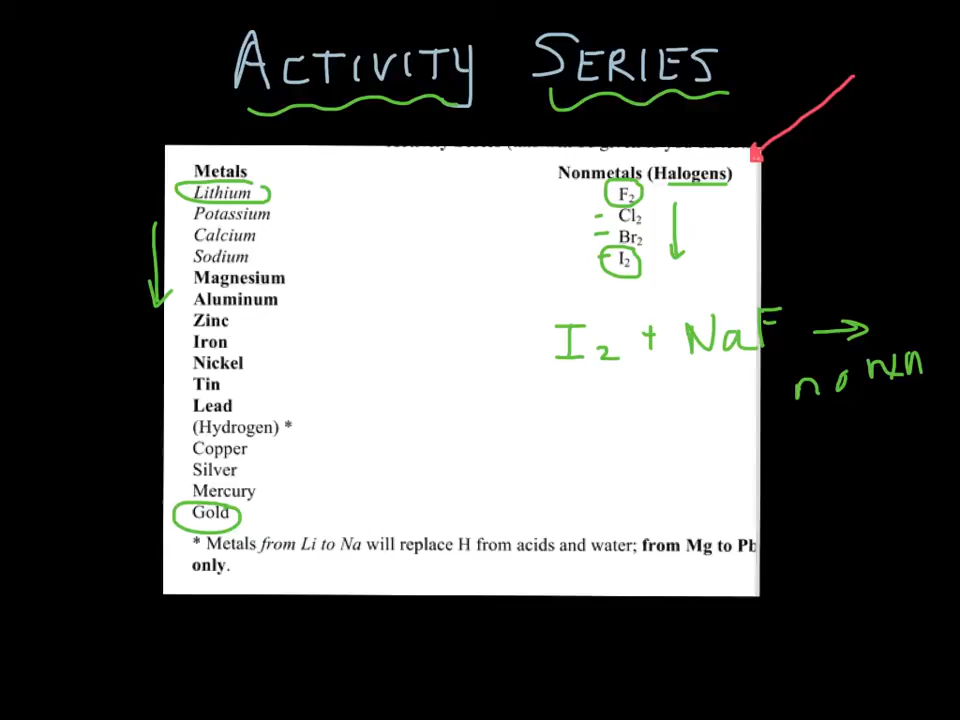 ACTIVITY SERIES
Metals
Lithium
Potassium
Calcium
Sodium
Magnesium
Aluminum
Zinc
Iron
Nickel
Tin
Lead
(Hydrogen) *
Copper
Silver
Mercury
Gold
Nonmetals (Halogens)
F₂
Cl₂
Br₂
I₂
I₂ + NaF →
no rxn
* Metals from Li to Na will replace H from acids and water; from Mg to Pb
only.